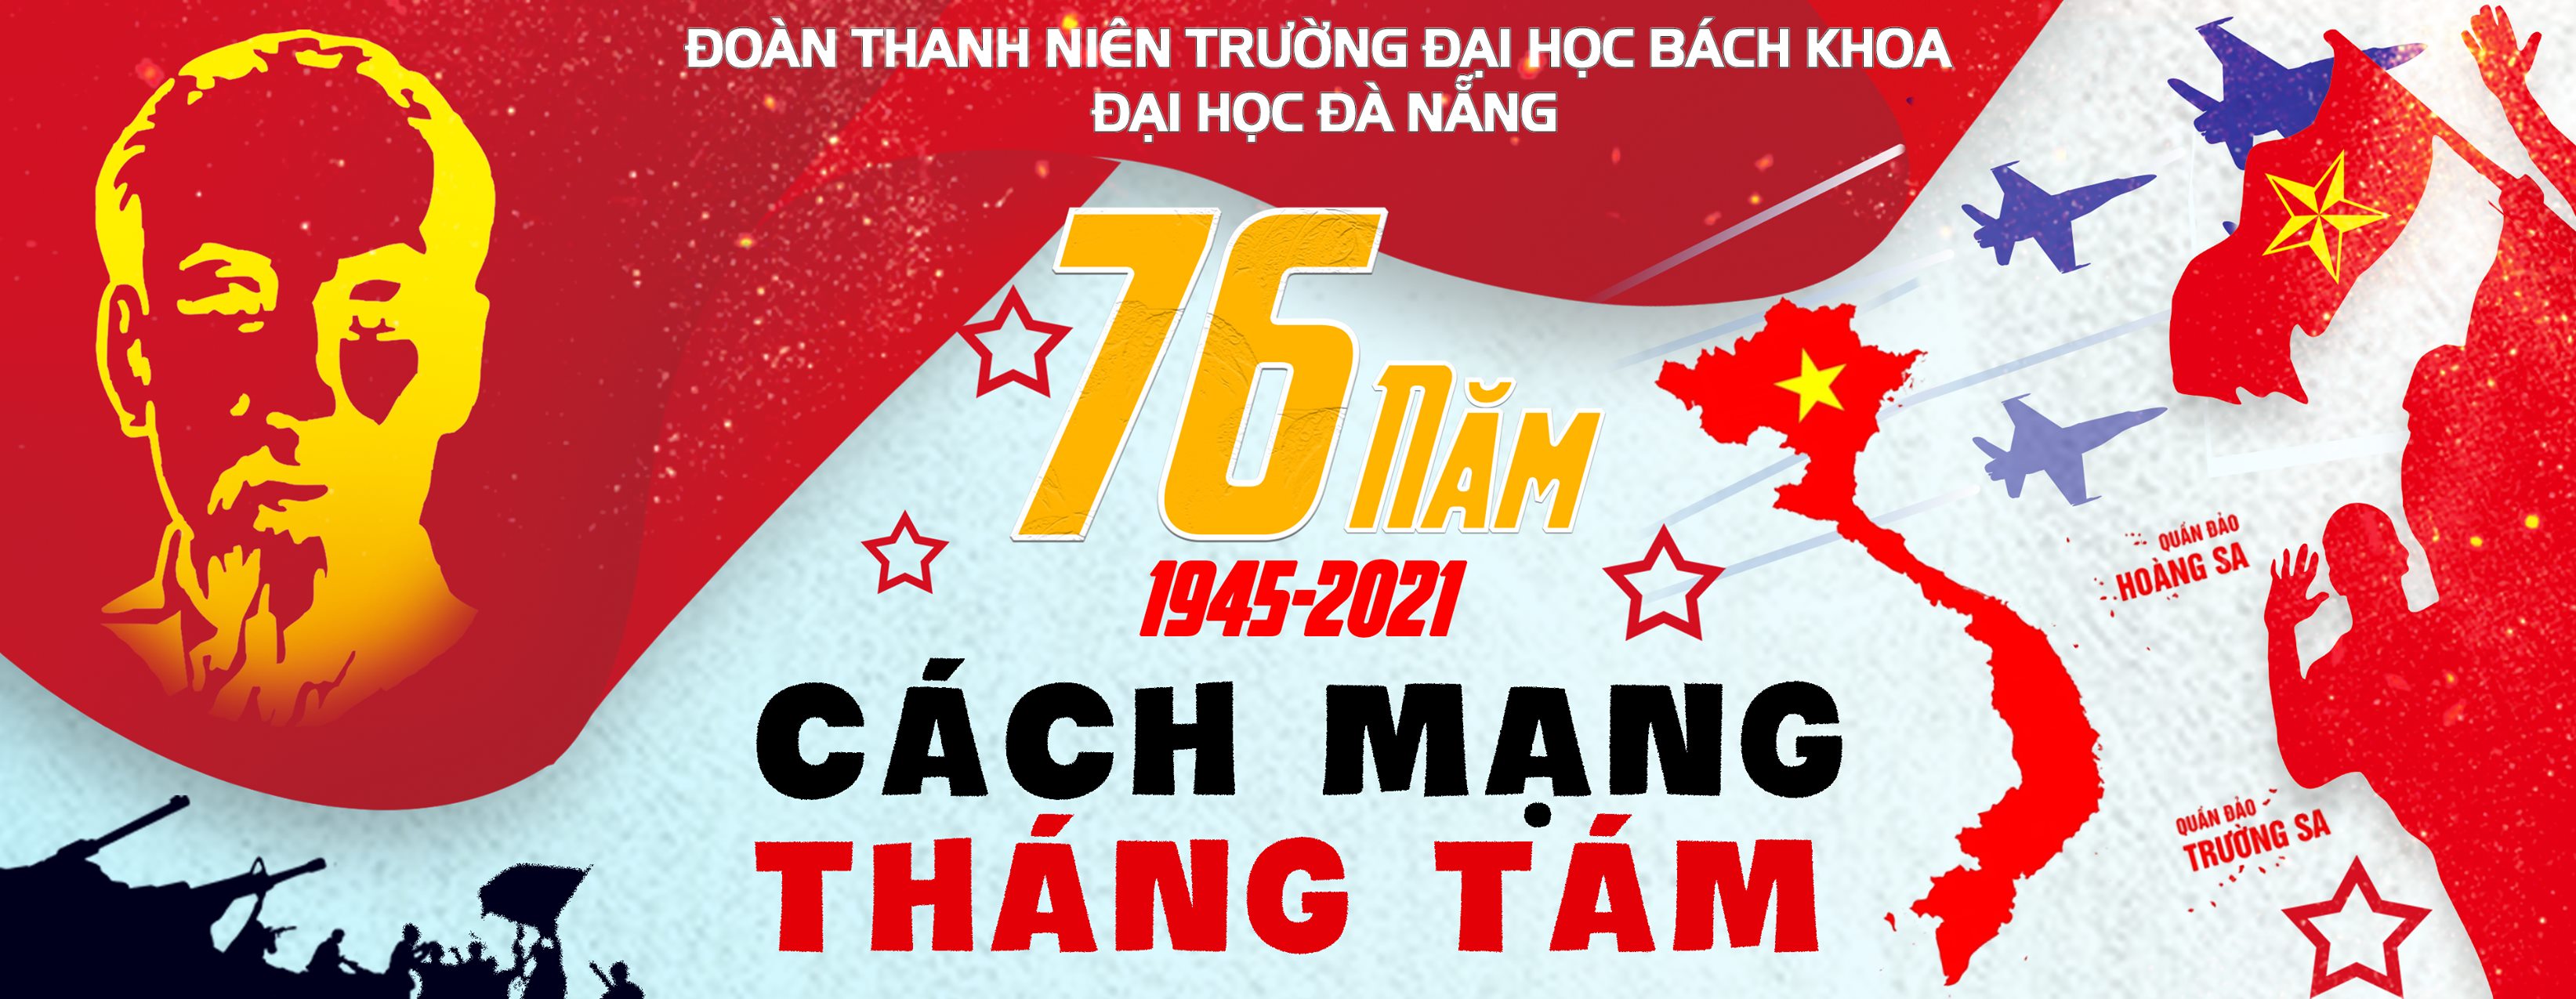 ĐOÀN THANH NIÊN TRƯỜNG ĐẠI HỌC BÁCH KHOA
ĐẠI HỌC ĐÀ NẴNG
76 NĂM
1945-2021
CÁCH MẠNG
THÁNG TÁM
QUẦN ĐẢO
HOÀNG SA
QUẦN ĐẢO
TRƯỜNG SA